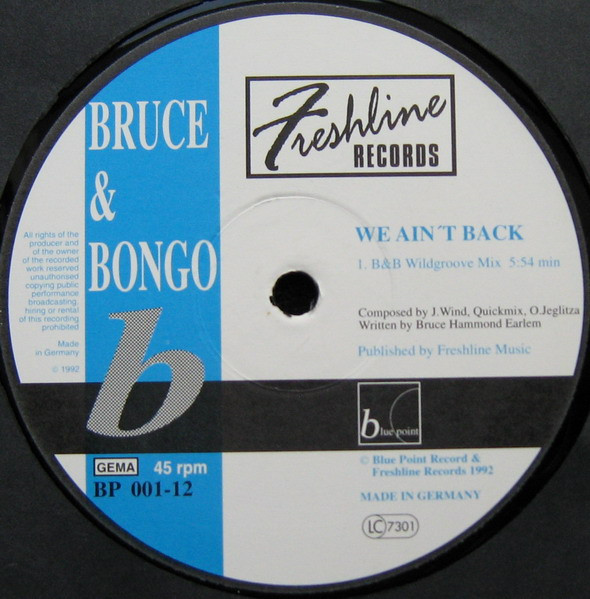 BRUCE
&
BONGO
Freshline
RECORDS
All rights of the
producer and
of the owner
of the recorded
work reserved
unauthorised
copying public
performance
broadcasting,
hiring or rental
of this recording
prohibited
Made
in Germany
© 1992
WE AIN´T BACK
1. B&B Wildgroove Mix 5:54 min
Composed by J.Wind, Quickmix, O.Jeglitza
Written by Bruce Hammond Earlem
Published by Freshline Music
b
blue point
GEMA 45 rpm
BP 001-12
© Blue Point Record &
Freshline Records 1992
MADE IN GERMANY
LC 7301